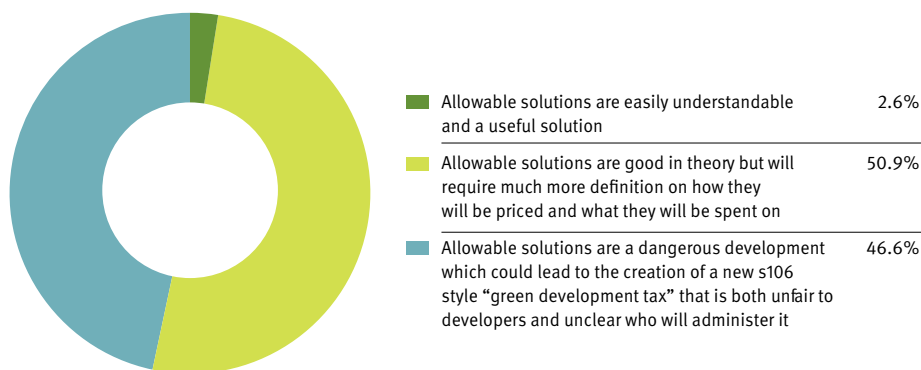 Allowable solutions are easily understandable 2.6%
and a useful solution
Allowable solutions are good in theory but will 50.9%
require much more definition on how they
will be priced and what they will be spent on
Allowable solutions are a dangerous development 46.6%
which could lead to the creation of a new s106
style “green development tax” that is both unfair to
developers and unclear who will administer it